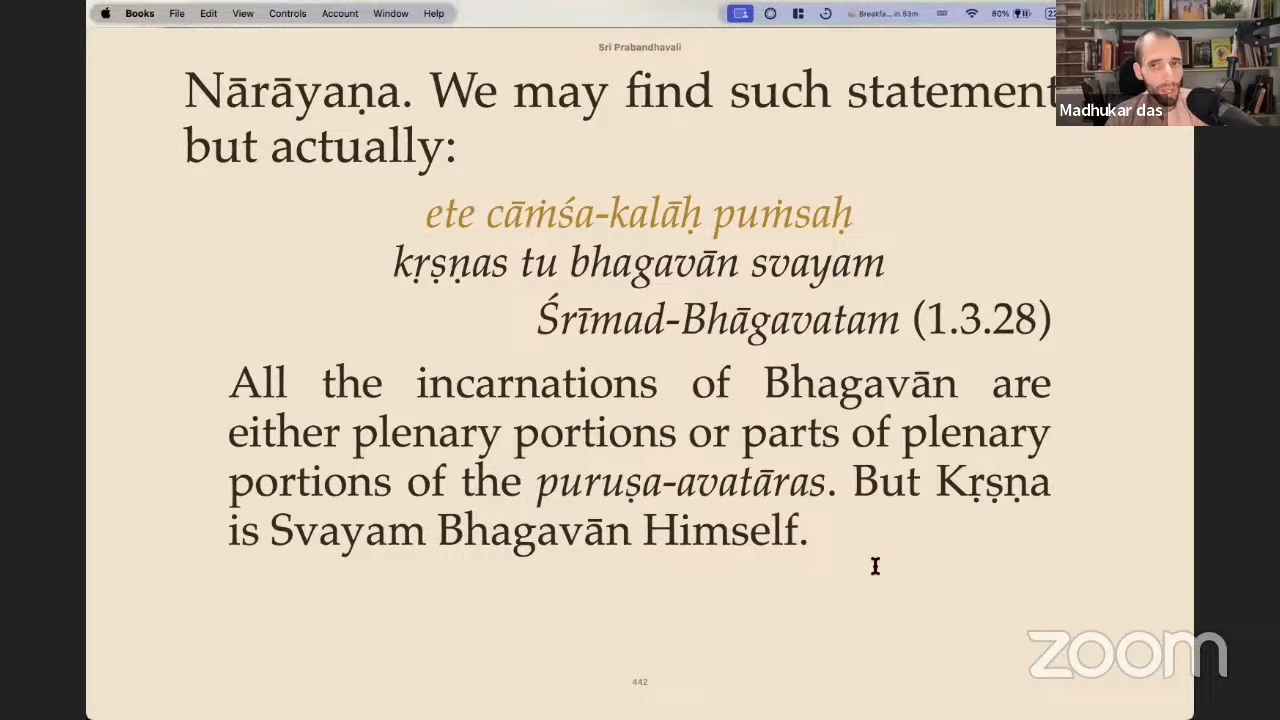 Books File Edit View Controls Account Window Help
Breakfa... in 53m
80%
Sri Prabandhavali
Nārāyaṇa. We may find such statement
but actually:
ete cāṁśa-kalāḥ puṁsaḥ
kṛṣṇas tu bhagavān svayam
Śrīmad-Bhāgavatam (1.3.28)
All the incarnations of Bhagavān are
either plenary portions or parts of plenary
portions of the puruṣa-avatāras. But Kṛṣṇa
is Svayam Bhagavān Himself.
442
Madhukar das
zoom